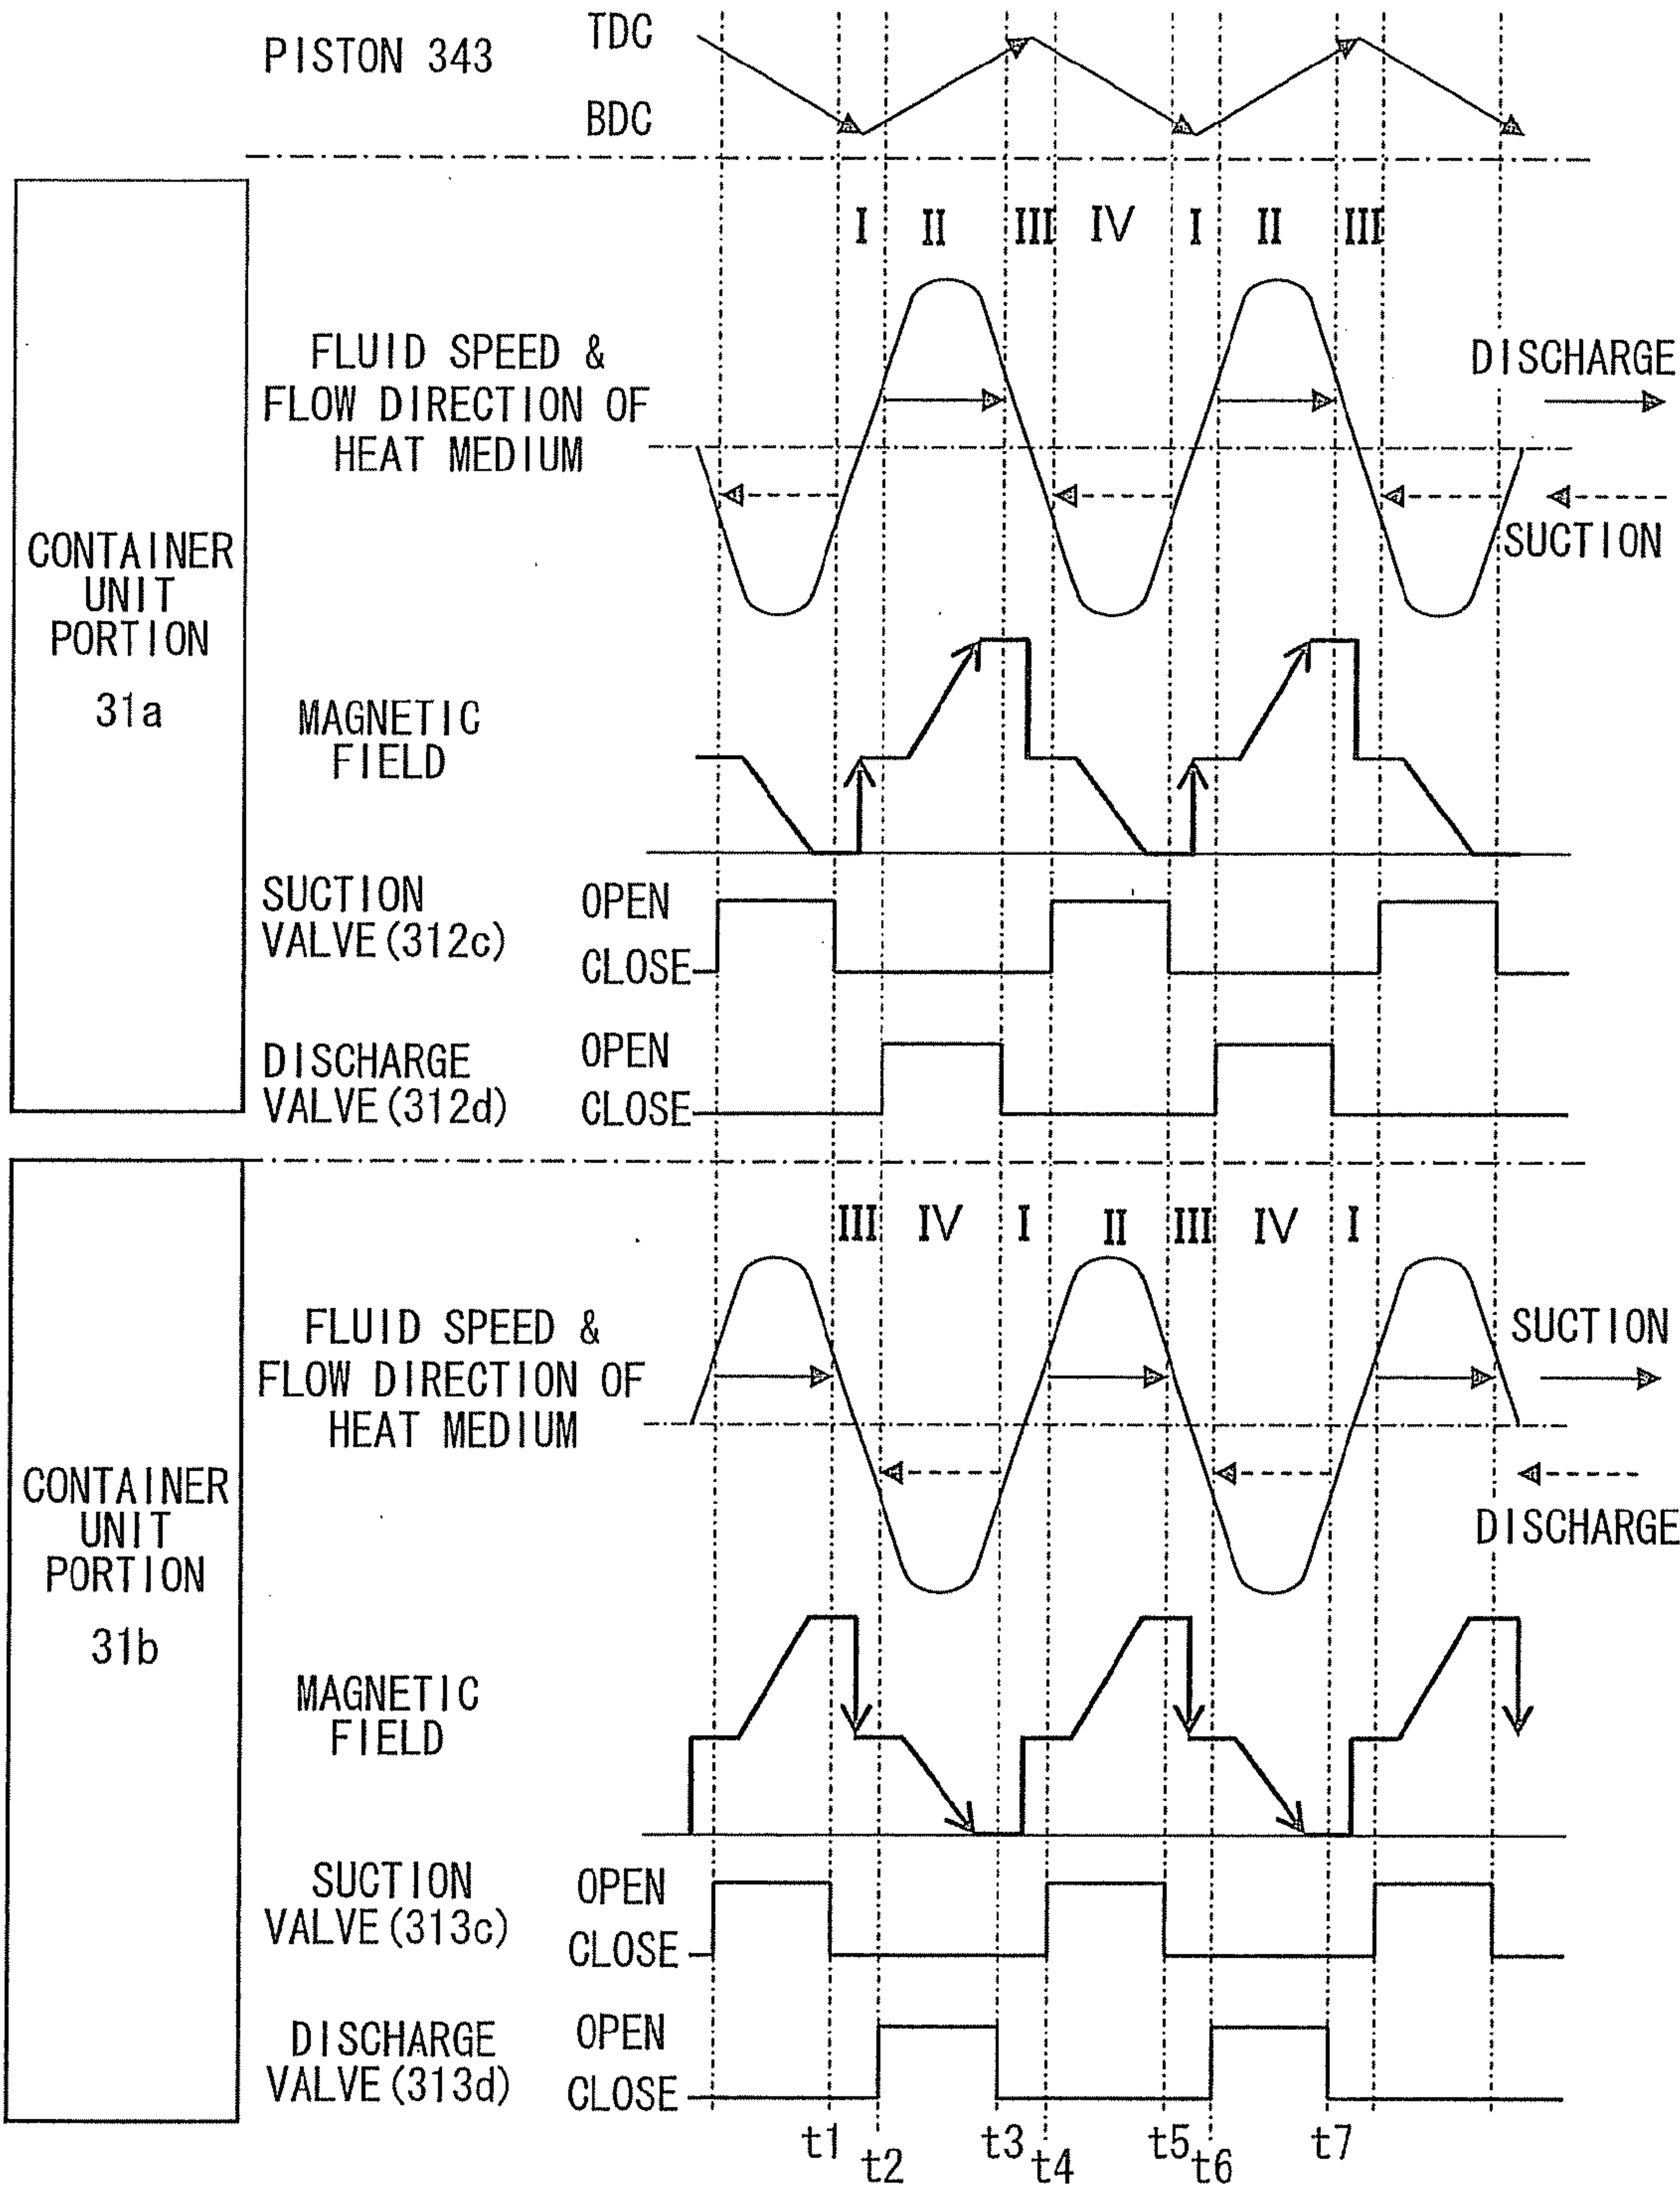 PISTON 343
TDC
BDC
CONTAINER
UNIT
PORTION
31a
I II III IV I II III
FLUID SPEED &
FLOW DIRECTION OF
HEAT MEDIUM
DISCHARGE
SUCTION
MAGNETIC
FIELD
SUCTION
VALVE(312c)
OPEN
CLOSE
DISCHARGE
VALVE(312d)
OPEN
CLOSE
CONTAINER
UNIT
PORTION
31b
III IV I II III IV I
FLUID SPEED &
FLOW DIRECTION OF
HEAT MEDIUM
SUCTION
DISCHARGE
MAGNETIC
FIELD
SUCTION
VALVE(313c)
OPEN
CLOSE
DISCHARGE
VALVE(313d)
OPEN
CLOSE
t1 t2 t3 t4 t5 t6 t7